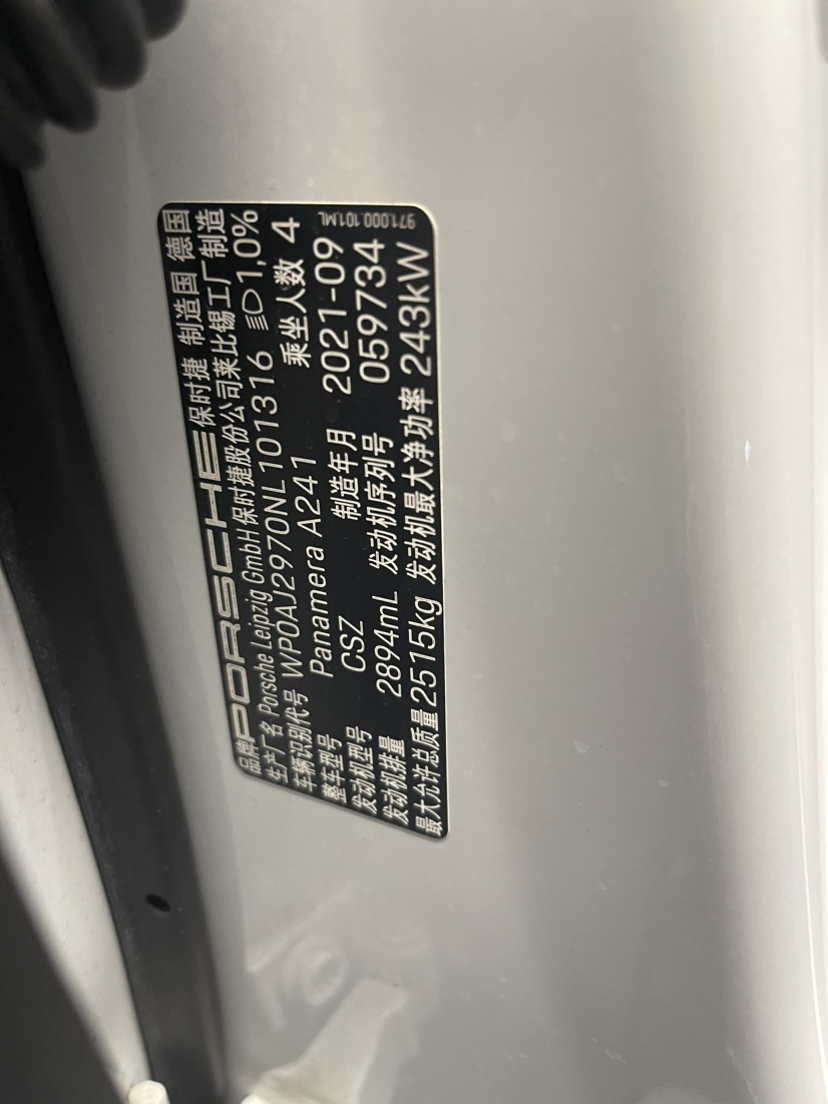 品牌 PORSCHE 保时捷 制造国 德国
生产厂名 Porsche Leipzig GmbH 保时捷股份公司莱比锡工厂制造
车辆识别代号 WP0AJ2970NL101316 1,0%
整车型号 Panamera A241 乘坐人数 4
发动机型号 CSZ 制造年月 2021-09
发动机排量 2894mL 发动机序列号 059734
最大允许总质量 2515kg 发动机最大净功率 243kW
971.000.101.ML